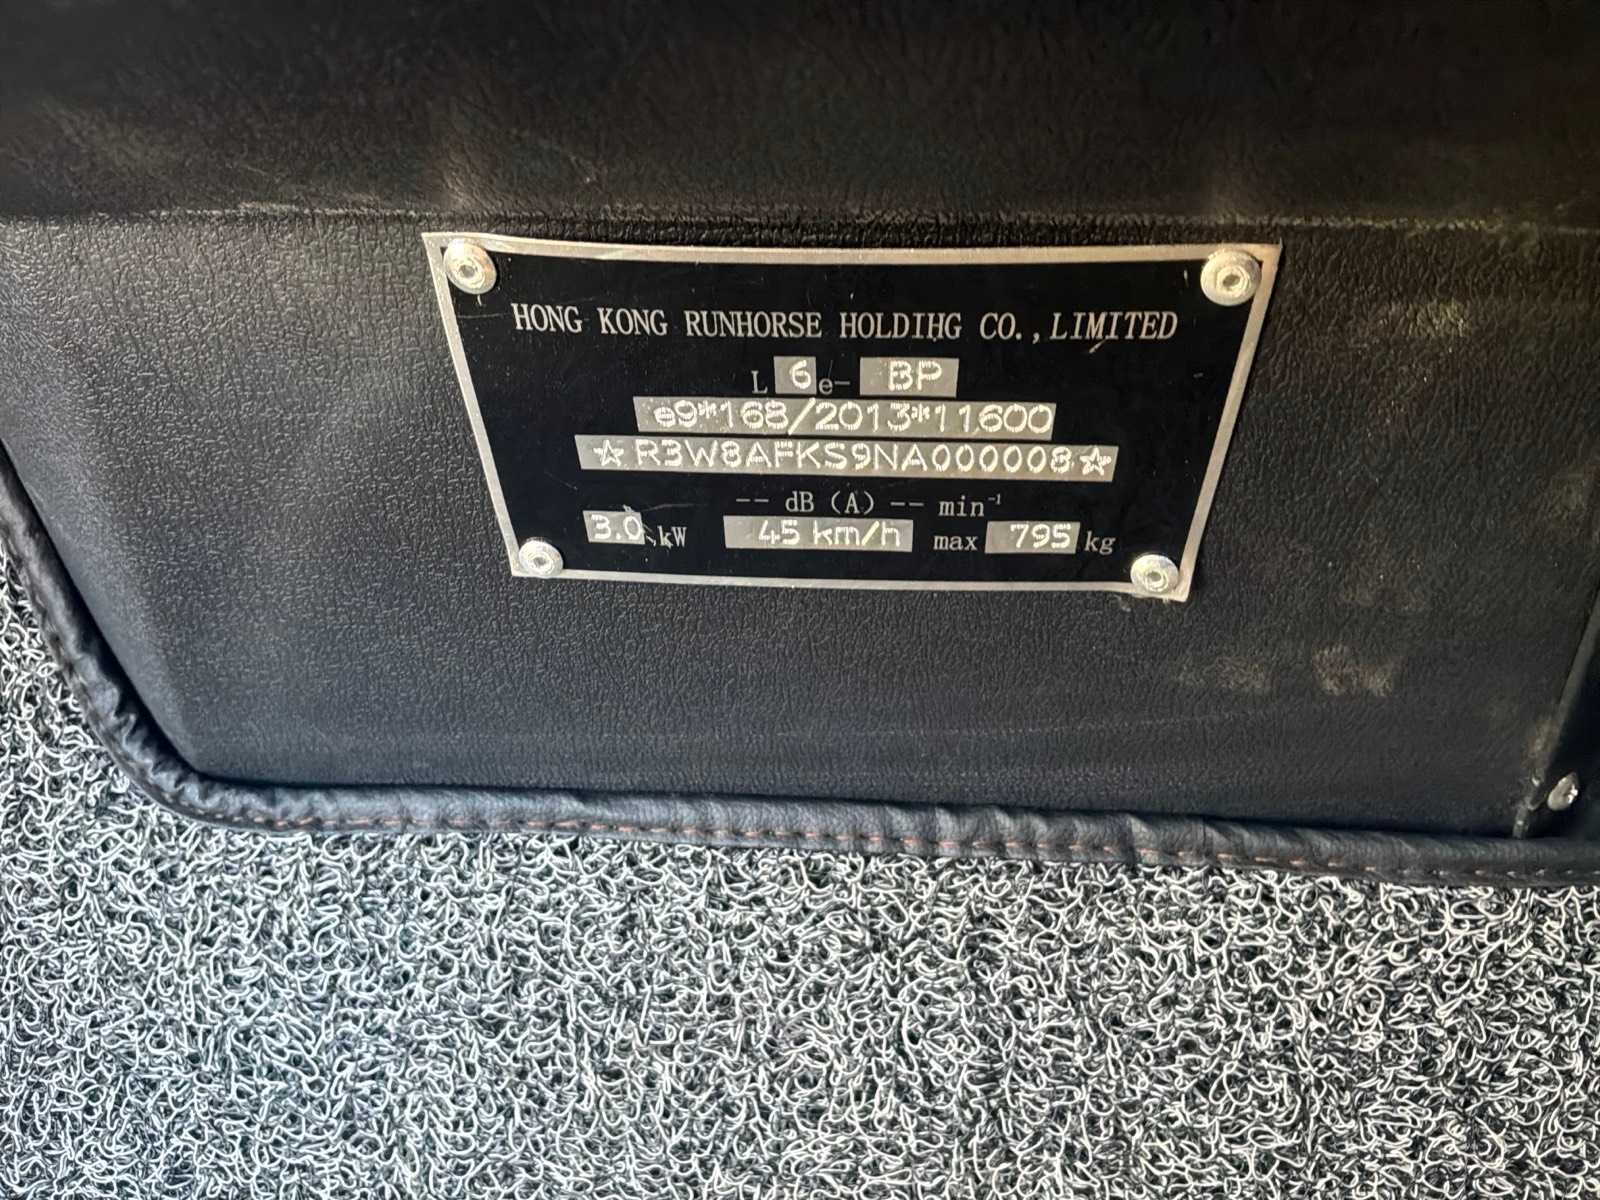 HONG KONG RUNHORSE HOLDIHG CO.,LIMITED
L 6e- BP
e9*168/2013*11600
☆R3W8AFKS9NA000008☆
-- dB (A) -- min⁻¹
3.0 kW 45 km/h max 795 kg